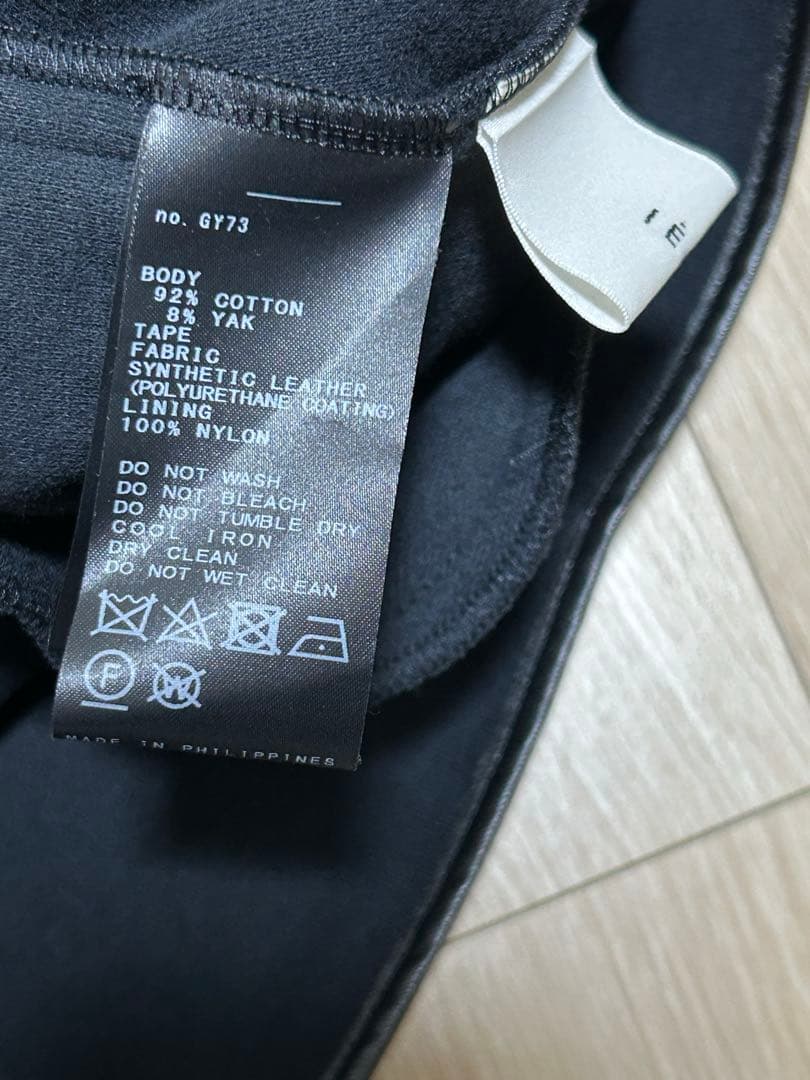 no. GY73
BODY
92% COTTON
8% YAK
TAPE
FABRIC
SYNTHETIC LEATHER
(POLYURETHANE COATING)
LINING
100% NYLON
DO NOT WASH
DO NOT BLEACH
DO NOT TUMBLE DRY
COOL IRON
DRY CLEAN
DO NOT WET CLEAN
P W
MADE IN PHILIPPINES